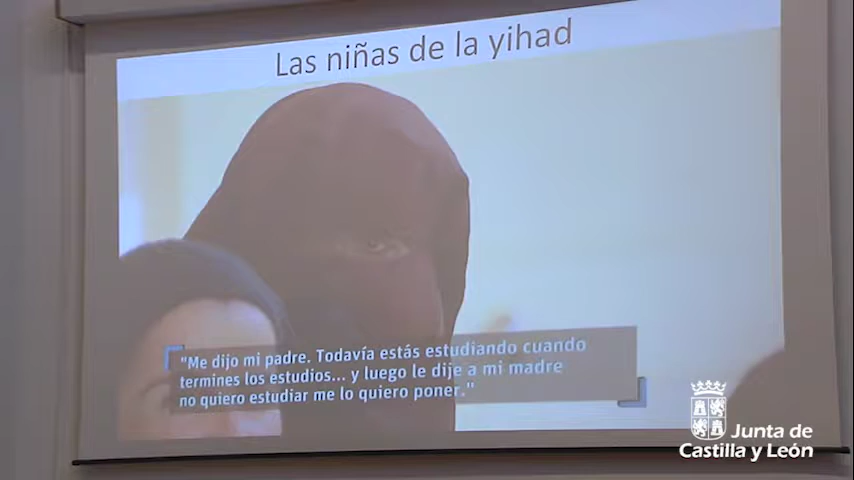 Las niñas de la yihad
"Me dijo mi padre. Todavía estás estudiando cuando
termines los estudios... y luego le dije a mi madre
no quiero estudiar me lo quiero poner."
Junta de
Castilla y León